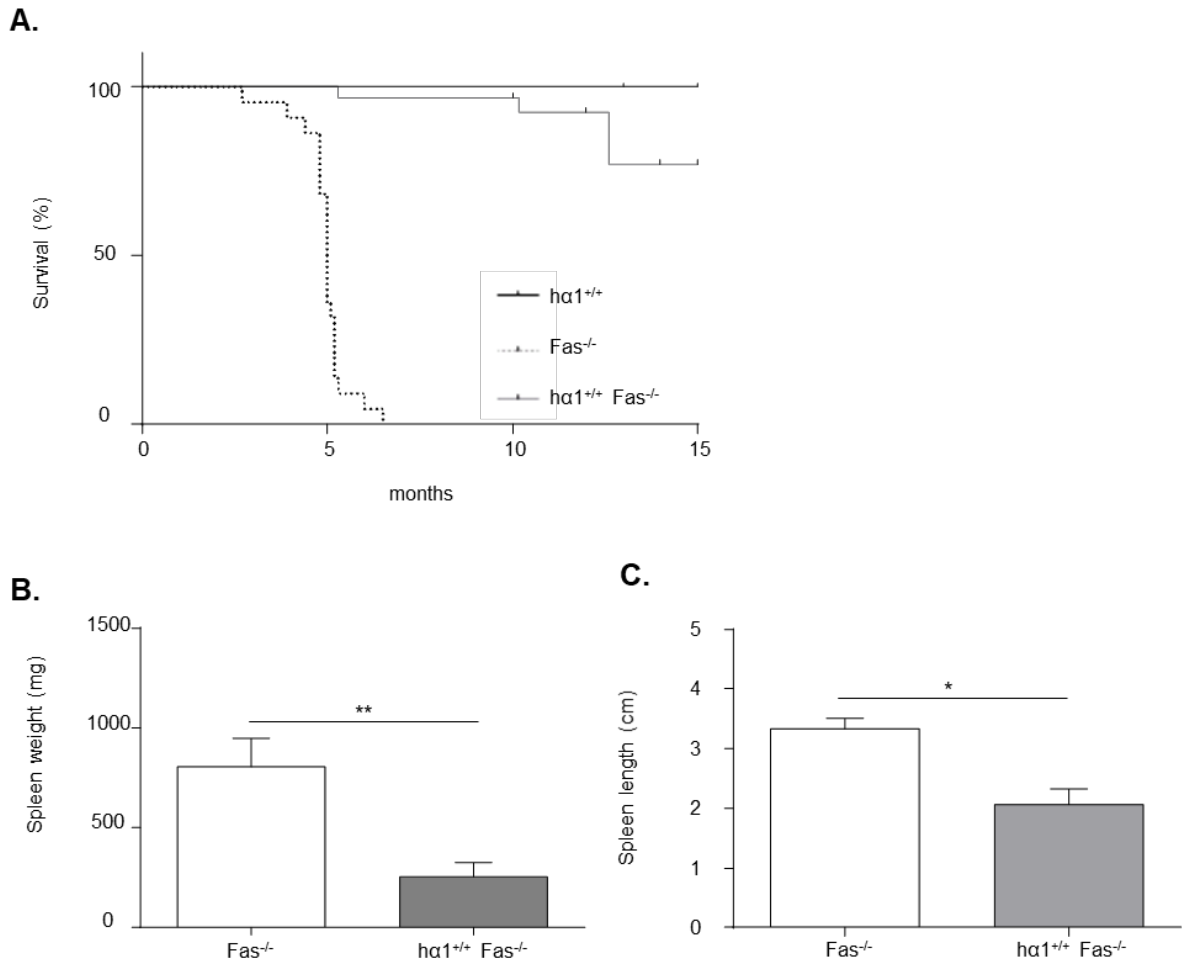 A.
Survival (%)
100
50
0
hα1+/+
Fas-/-
hα1+/+ Fas-/-
0 5 10 15
months
B.
Spleen weight (mg)
1500
1000
500
0
**
Fas-/- hα1+/+ Fas-/-
C.
Spleen length (cm)
5
4
3
2
1
0
*
Fas-/- hα1+/+ Fas-/-